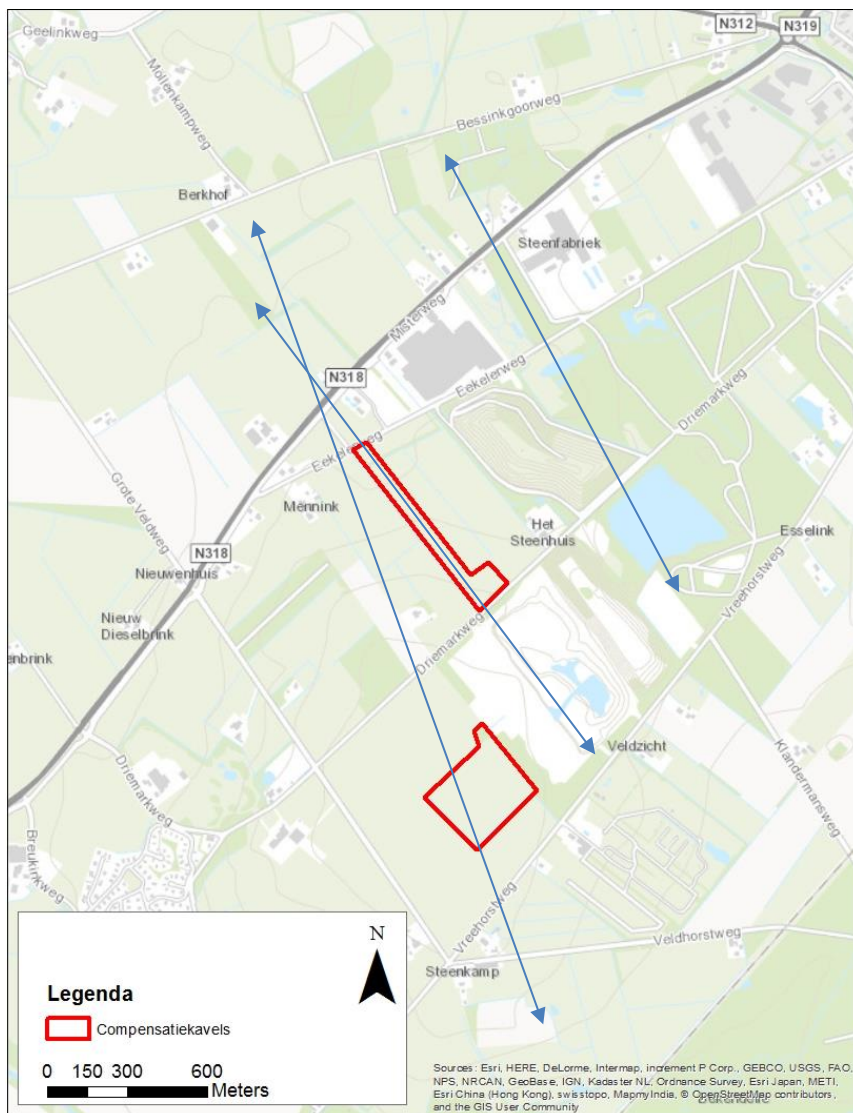 N312
N319
Geelinkweg
Mollenkampweg
Bessinkgoorweg
Berkhof
Steenfabriek
Misterweg
Eekelerweg
Driemarkweg
N318
Eekelerweg
Grote Veldweg
Mennink
Het
Steenhuis
Esselink
N318
Nieuwenhuis
Vreehorstweg
Nieuw
Dieselbrink
enbrink
Driemarkweg
Veldzicht
Driemarkweg
Klandermansweg
Breukinkweg
Vreehorstweg
Veldhorstweg
Steenkamp
N
Legenda
Compensatiekavels
0 150 300 600
Meters
Sources: Esri, HERE, DeLorme, Intermap, increment P Corp., GEBCO, USGS, FAO,
NPS, NRCAN, GeoBase, IGN, Kadaster NL, Ordnance Survey, Esri Japan, METI,
Esri China (Hong Kong), swisstopo, MapmyIndia, © OpenStreetMap contributors,
and the GIS User Community